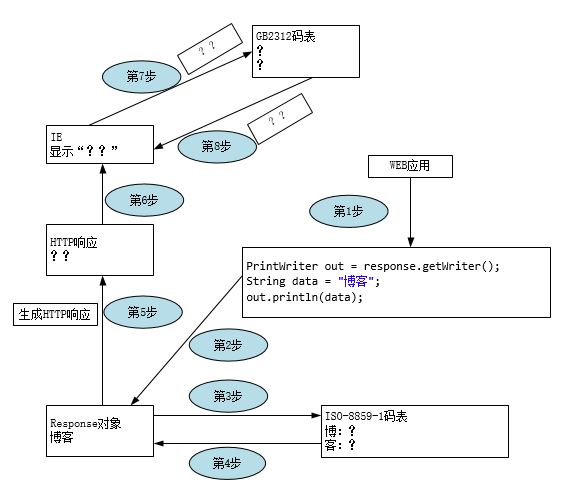 GB2312码表
？
？
？？
第7步
IE
显示“？？”
？？
第8步
WEB应用
第6步
第1步
HTTP响应
？？
PrintWriter out = response.getWriter();
String data = "博客";
out.println(data);
生成HTTP响应
第5步
第2步
第3步
Response对象
博客
ISO-8859-1码表
博：？
客：？
第4步